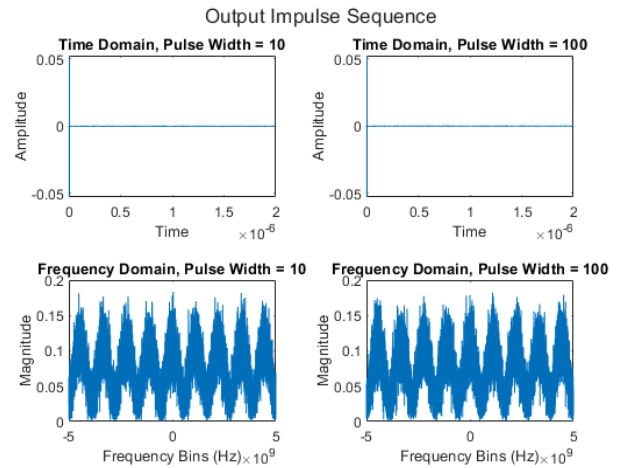 Output Impulse Sequence
Time Domain, Pulse Width = 10
Amplitude
0.05
0
-0.05
0 0.5 1 1.5 2
Time
×10⁻⁶
Time Domain, Pulse Width = 100
Amplitude
0.05
0
-0.05
0 0.5 1 1.5 2
Time
×10⁻⁶
Frequency Domain, Pulse Width = 10
Magnitude
0.2
0.15
0.1
0.05
0
-5 0 5
Frequency Bins (Hz)
×10⁹
Frequency Domain, Pulse Width = 100
Magnitude
0.2
0.15
0.1
0.05
0
-5 0 5
Frequency Bins (Hz)
×10⁹